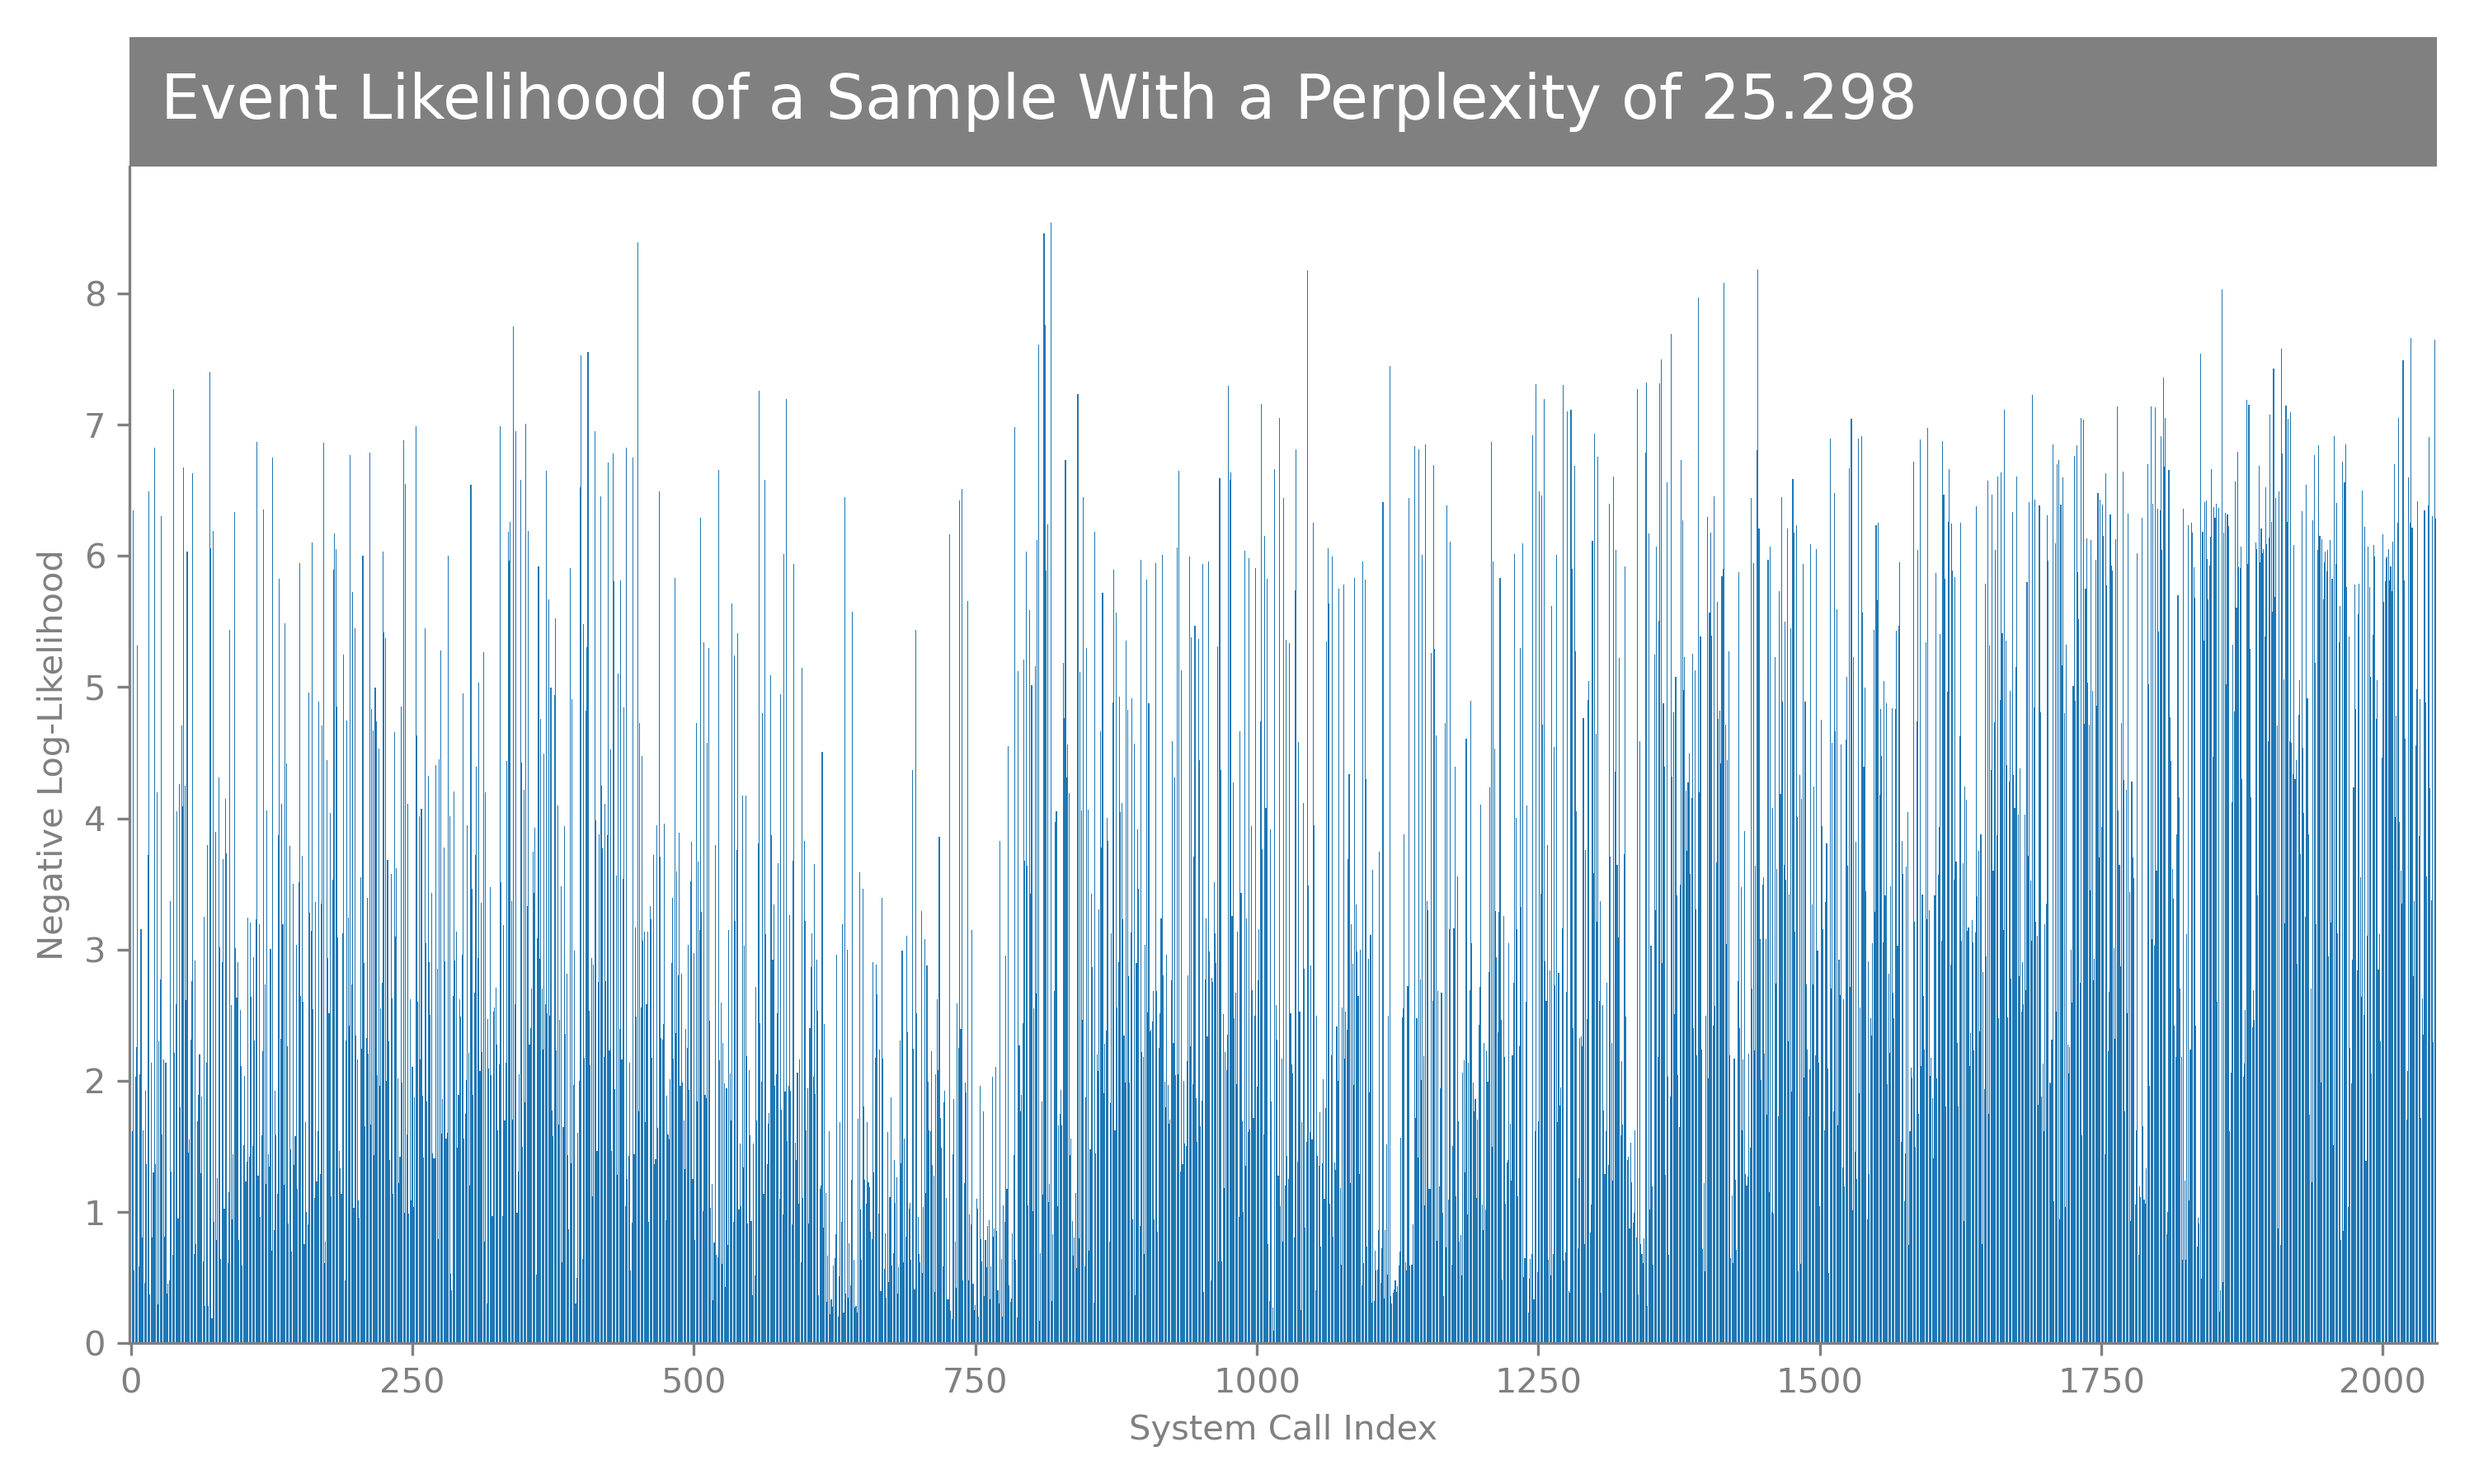 Event Likelihood of a Sample With a Perplexity of 25.298
Negative Log-Likelihood
8
7
6
5
4
3
2
1
0
0 250 500 750 1000 1250 1500 1750 2000
System Call Index